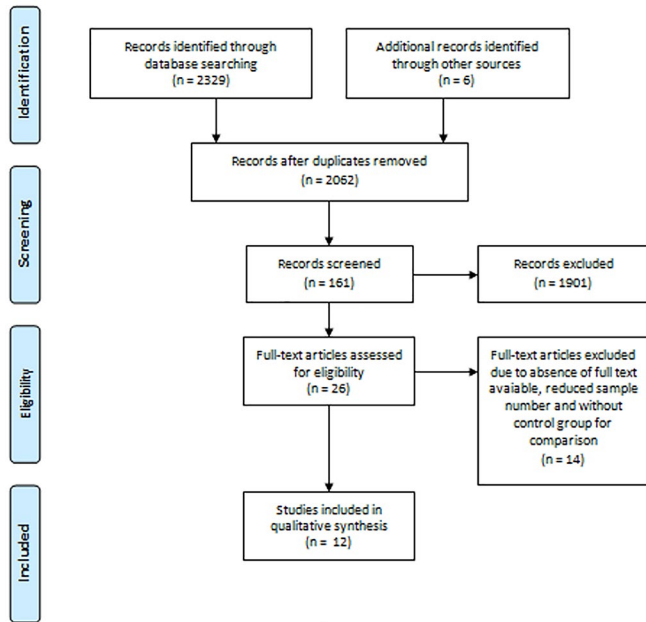 Identification
Records identified through
database searching
(n = 2329)
Additional records identified
through other sources
(n = 6)
Records after duplicates removed
(n = 2062)
Screening
Records screened
(n = 161)
Records excluded
(n = 1901)
Eligibility
Full-text articles assessed
for eligibility
(n = 26)
Full-text articles excluded
due to absence of full text
avaiable, reduced sample
number and without
control group for
comparison
(n = 14)
Included
Studies included in
qualitative synthesis
(n = 12)